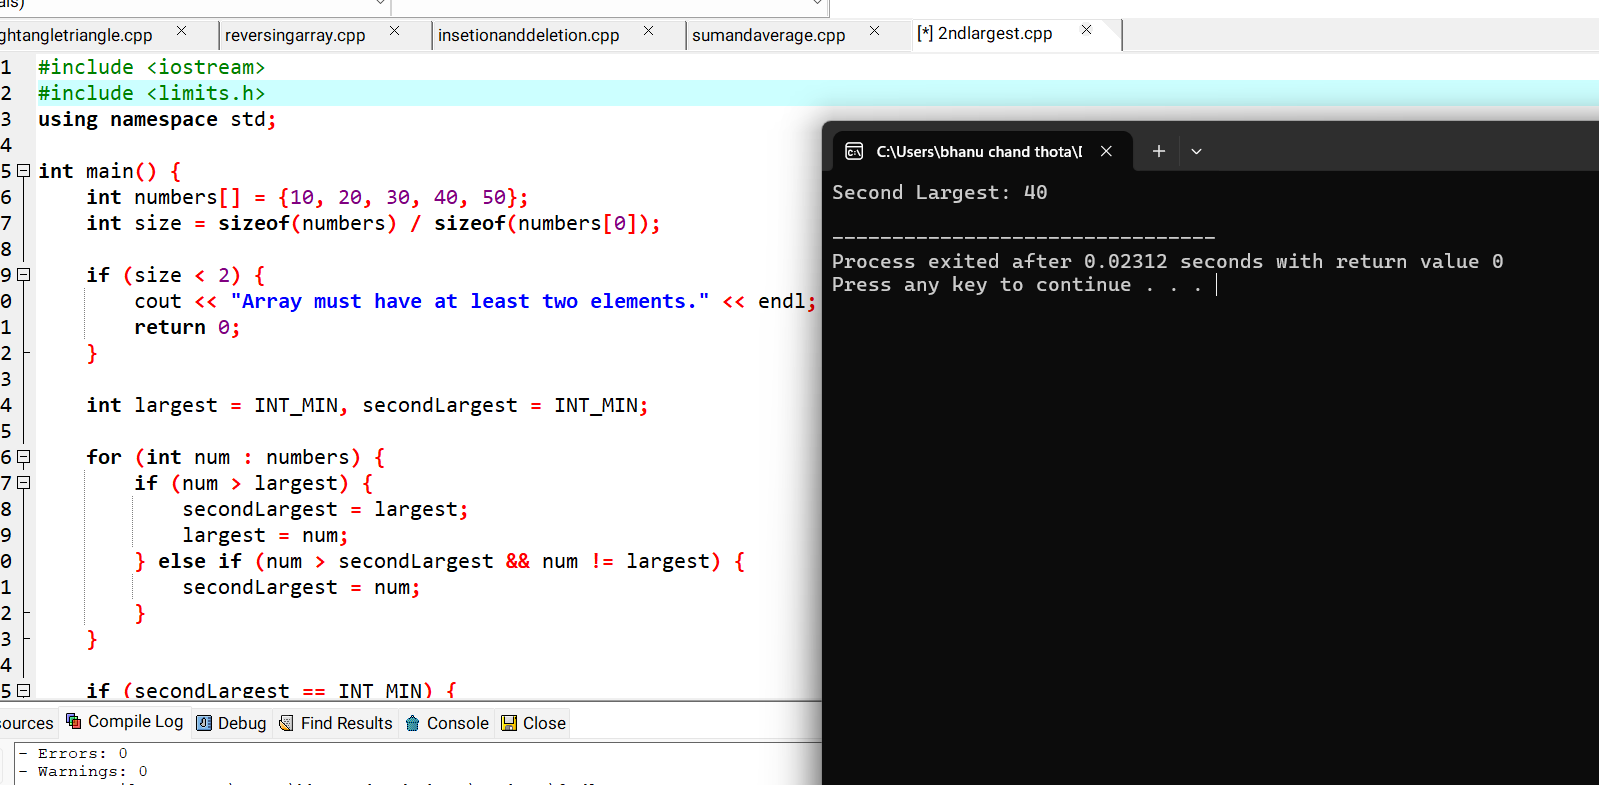 ghtangletriangle.cpp reversingarray.cpp insetionanddeletion.cpp sumandaverage.cpp [*] 2ndlargest.cpp
1 #include <iostream>
2 #include <limits.h>
3 using namespace std;
4
5 int main() {
6 int numbers[] = {10, 20, 30, 40, 50};
7 int size = sizeof(numbers) / sizeof(numbers[0]);
8
9 if (size < 2) {
0 cout << "Array must have at least two elements." << endl;
1 return 0;
2 }
3
4 int largest = INT_MIN, secondLargest = INT_MIN;
5
6 for (int num : numbers) {
7 if (num > largest) {
8 secondLargest = largest;
9 largest = num;
0 } else if (num > secondLargest && num != largest) {
1 secondLargest = num;
2 }
3 }
4
5 if (secondLargest == INT_MIN) {
C:\Users\bhanu chand thota\
Second Largest: 40
--------------------------------
Process exited after 0.02312 seconds with return value 0
Press any key to continue . . .
sources Compile Log Debug Find Results Console Close
- Errors: 0
- Warnings: 0